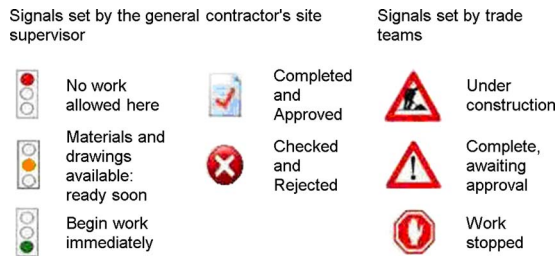 Signals set by the general contractor's site
supervisor
No work
allowed here
Materials and
drawings
available:
ready soon
Begin work
immediately
Completed
and
Approved
Checked
and
Rejected
Signals set by trade
teams
Under
construction
Complete,
awaiting
approval
Work
stopped